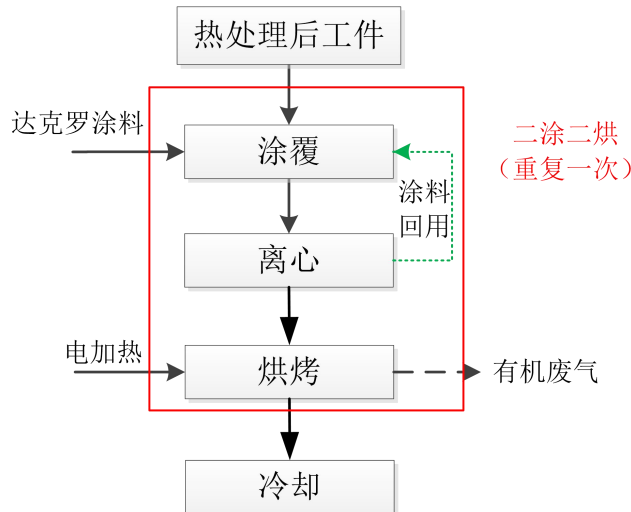 热处理后工件
达克罗涂料
涂覆
二涂二烘
（重复一次）
涂料
回用
离心
电加热
烘烤
有机废气
冷却